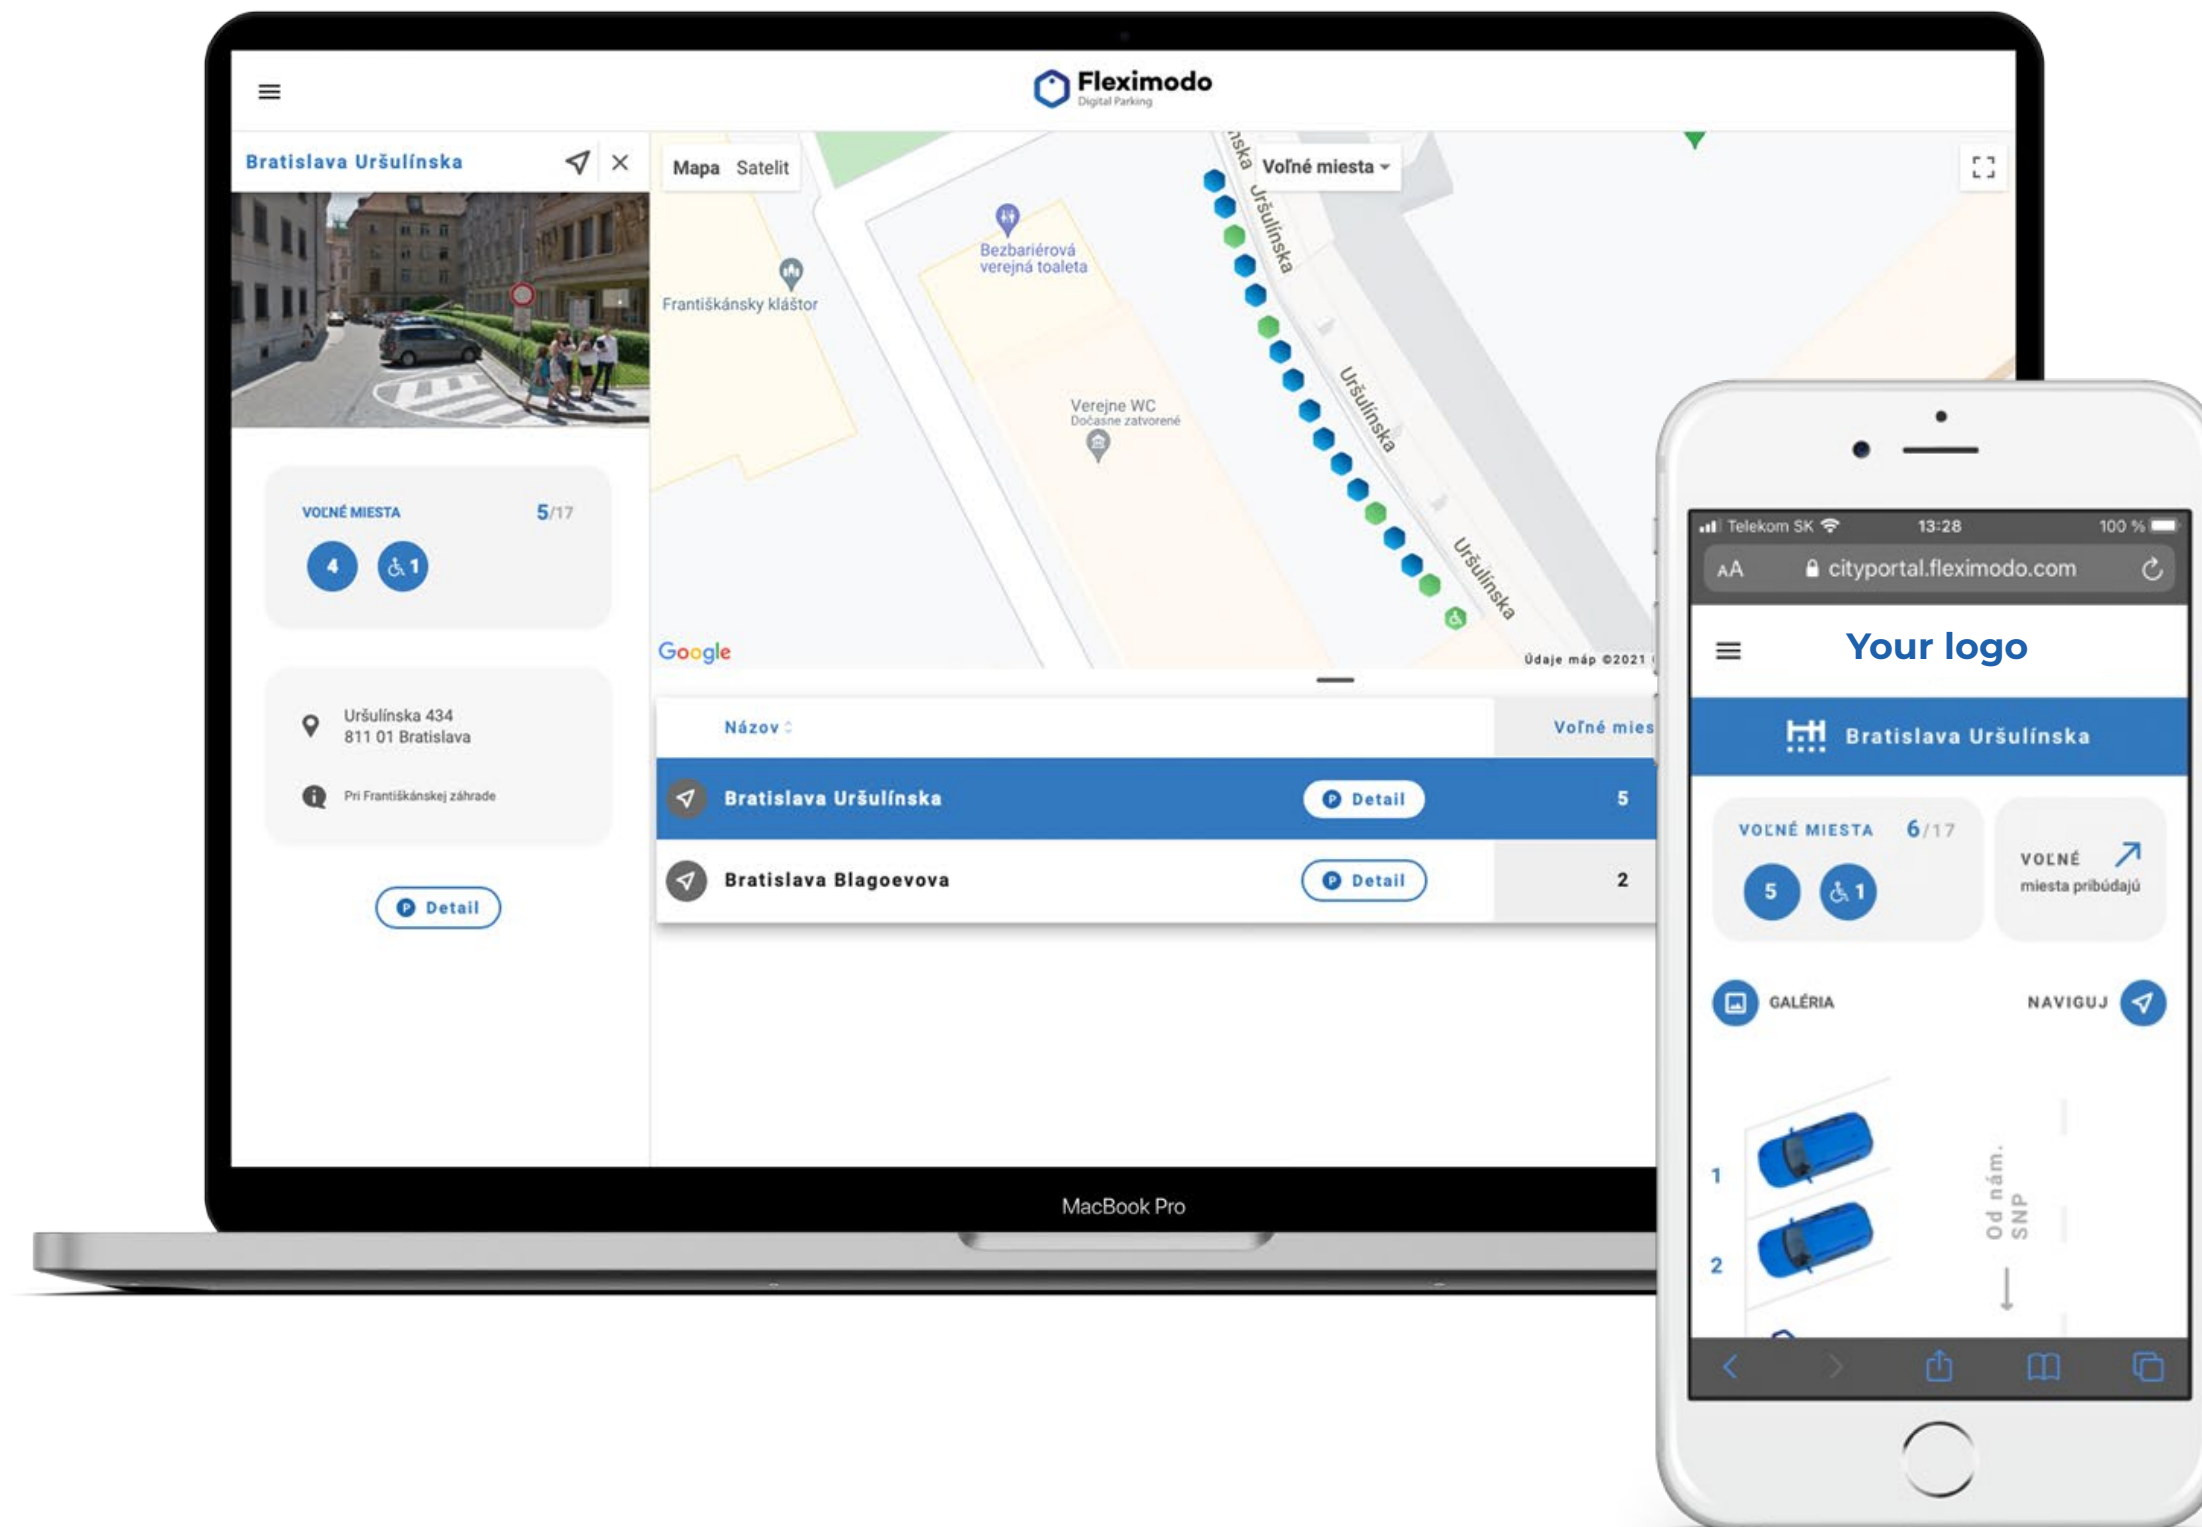 Fleximodo
Digital Parking
Bratislava Uršulínska
Mapa Satelit
Voľné miesta
Uršulínska
Bezbariérová
verejná toaleta
Františkánsky kláštor
Uršulínska
Verejne WC
Dočasne zatvorené
Uršulínska
VOĽNÉ MIESTA 5/17
4 1
Google
Údaje máp ©2021
Uršulínska 434
811 01 Bratislava
Pri Františkánskej záhrade
P Detail
Názov
Voľné mies
Bratislava Uršulínska P Detail 5
Bratislava Blagoevova P Detail 2
MacBook Pro
Telekom SK 13:28 100 %
AA cityportal.fleximodo.com
Your logo
Bratislava Uršulínska
VOĽNÉ MIESTA 6/17
5 1
VOĽNÉ
miesta pribúdajú
GALÉRIA
NAVIGUJ
1
2
Od nám.
SNP